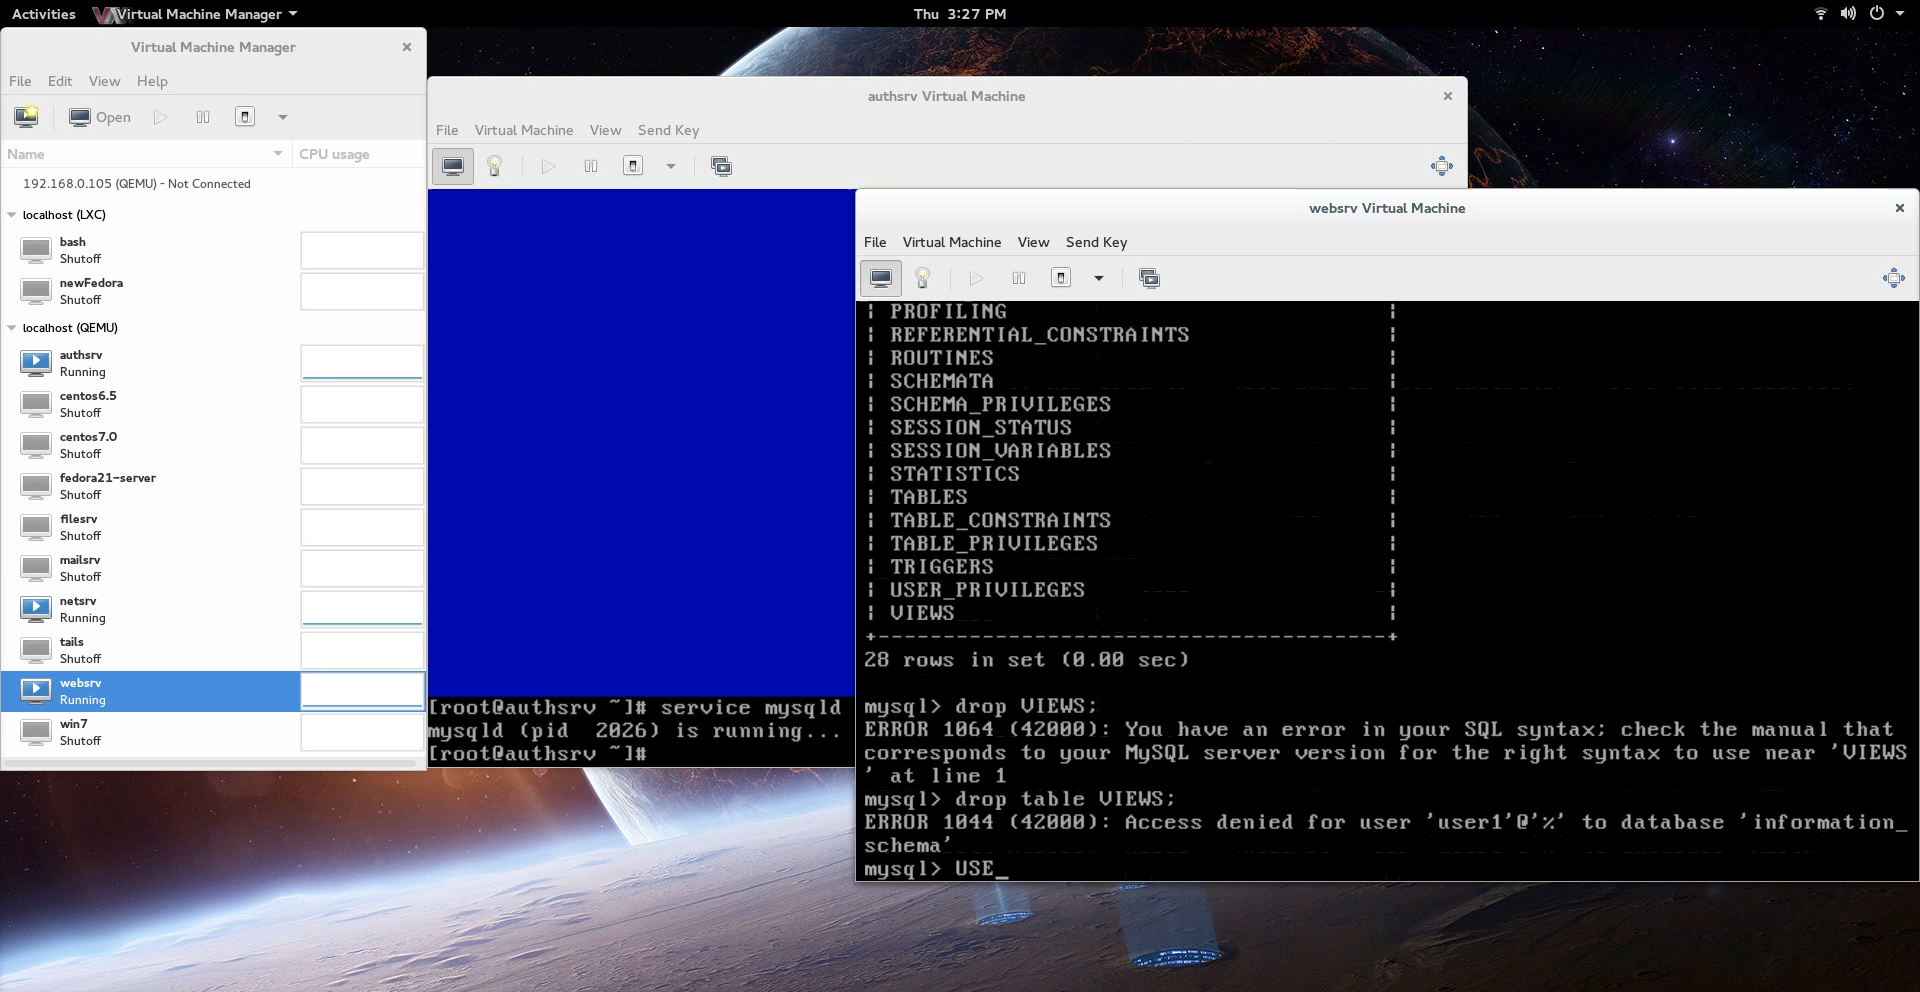 Activities Virtual Machine Manager Thu 3:27 PM
Virtual Machine Manager
File Edit View Help
Open
Name CPU usage
192.168.0.105 (QEMU) - Not Connected
localhost (LXC)
bash
Shutoff
newFedora
Shutoff
localhost (QEMU)
authsrv
Running
centos6.5
Shutoff
centos7.0
Shutoff
fedora21-server
Shutoff
filesrv
Shutoff
mailsrv
Shutoff
netsrv
Running
tails
Shutoff
websrv
Running
win7
Shutoff
authsrv Virtual Machine
File Virtual Machine View Send Key
[root@authsrv ~]# service mysqld
mysqld (pid  2026) is running...
[root@authsrv ~]#
websrv Virtual Machine
File Virtual Machine View Send Key
| PROFILING |
| REFERENTIAL_CONSTRAINTS |
| ROUTINES |
| SCHEMATA |
| SCHEMA_PRIVILEGES |
| SESSION_STATUS |
| SESSION_VARIABLES |
| STATISTICS |
| TABLES |
| TABLE_CONSTRAINTS |
| TABLE_PRIVILEGES |
| TRIGGERS |
| USER_PRIVILEGES |
| VIEWS |
+---------------------------------------+
28 rows in set (0.00 sec)
mysql> drop VIEWS;
ERROR 1064 (42000): You have an error in your SQL syntax; check the manual that
corresponds to your MySQL server version for the right syntax to use near 'VIEWS
' at line 1
mysql> drop table VIEWS;
ERROR 1044 (42000): Access denied for user 'user1'@'%' to database 'information_
schema'
mysql> USE_